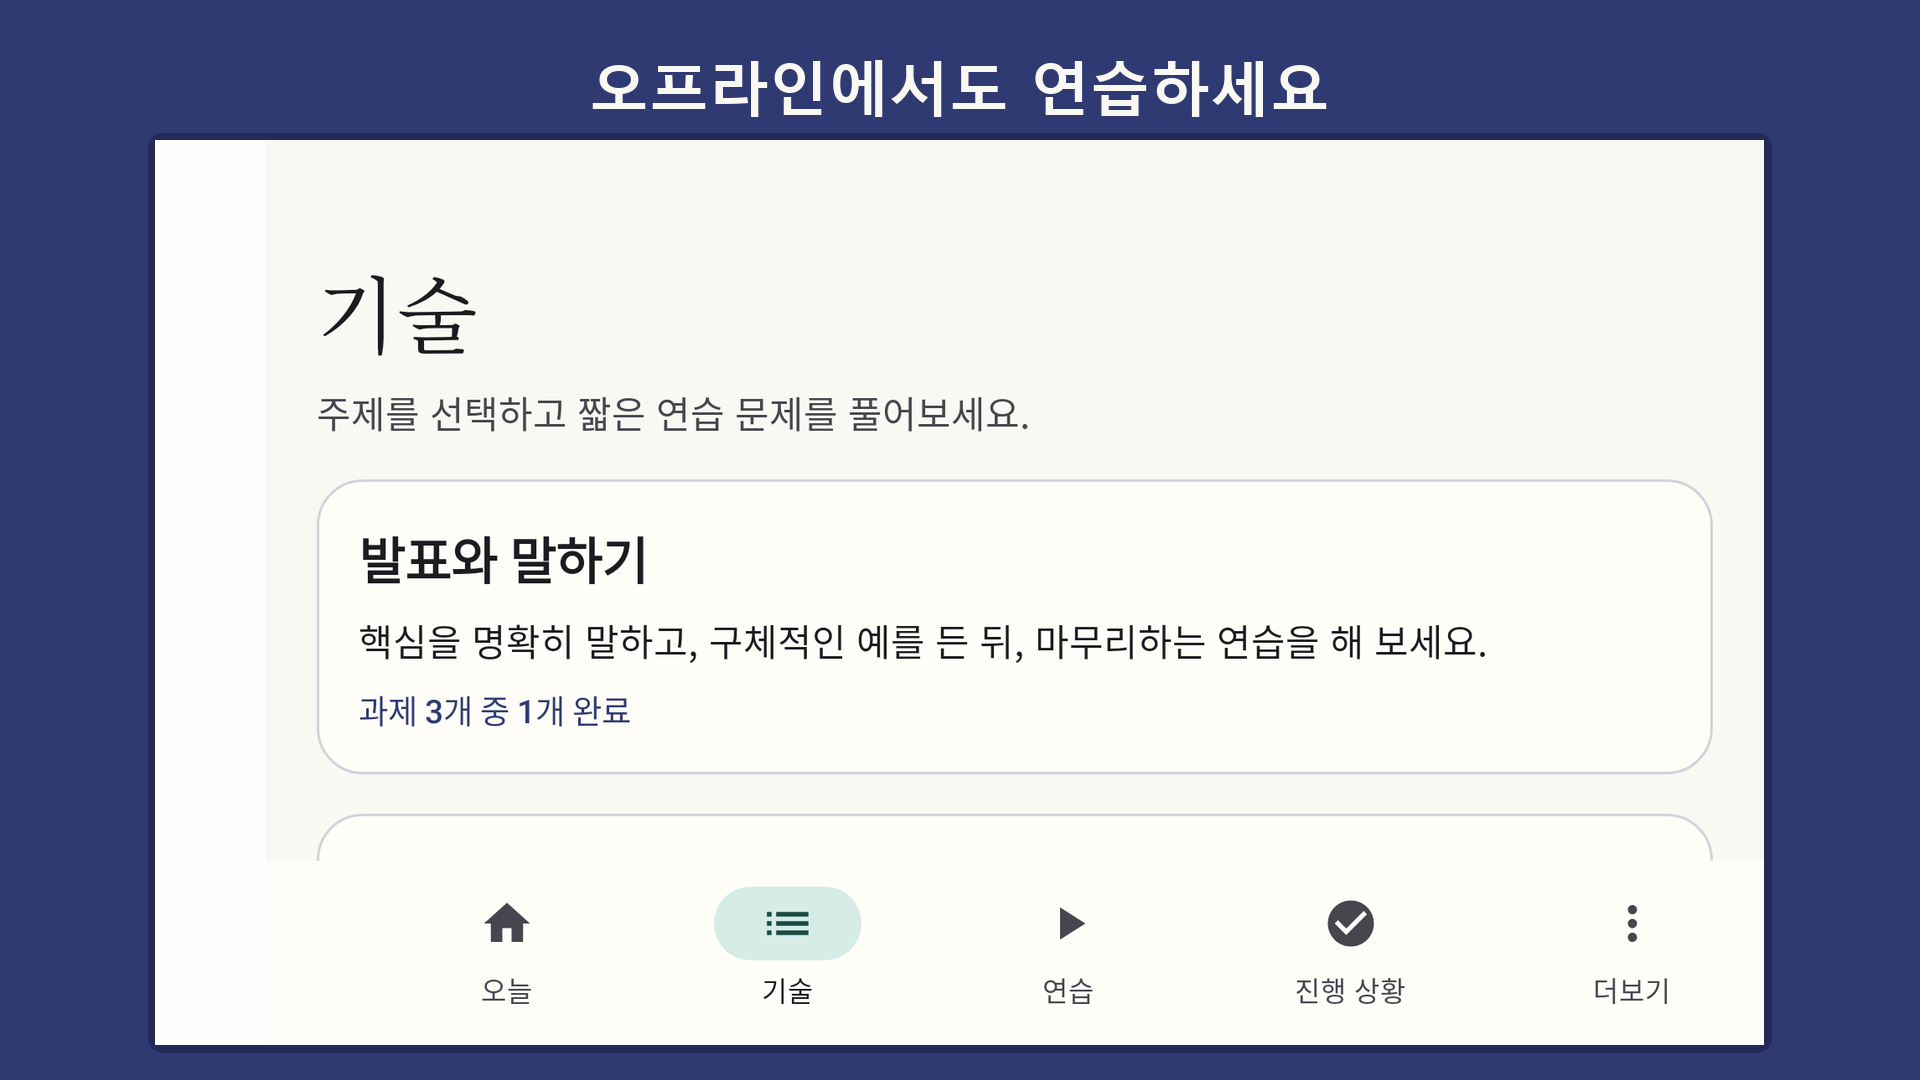 오프라인에서도 연습하세요
기술
주제를 선택하고 짧은 연습 문제를 풀어보세요.
발표와 말하기
핵심을 명확히 말하고, 구체적인 예를 든 뒤, 마무리하는 연습을 해 보세요.
과제 3개 중 1개 완료
오늘
기술
연습
진행 상황
더보기